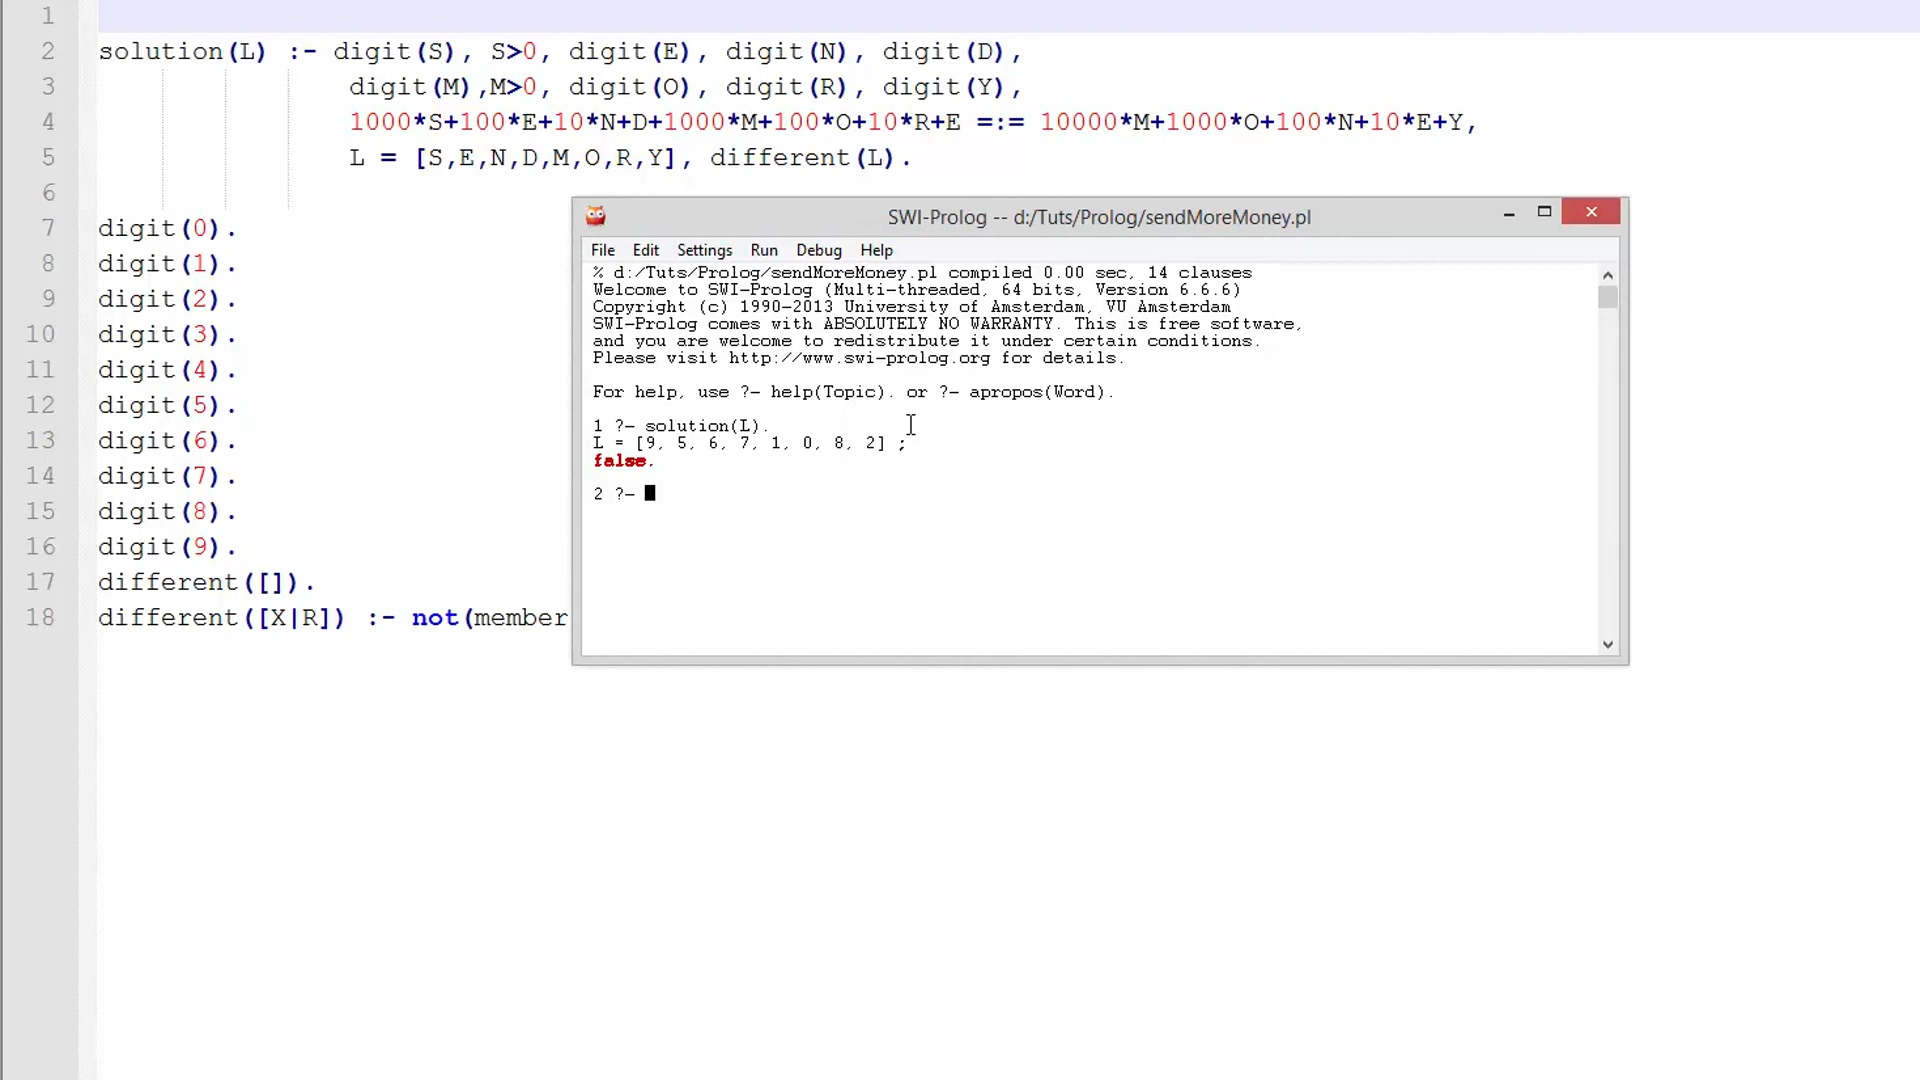 1
2 solution(L) :- digit(S), S>0, digit(E), digit(N), digit(D),
3 digit(M),M>0, digit(O), digit(R), digit(Y),
4 1000*S+100*E+10*N+D+1000*M+100*O+10*R+E =:= 10000*M+1000*O+100*N+10*E+Y,
5 L = [S,E,N,D,M,O,R,Y], different(L).
6
7 digit(0).
8 digit(1).
9 digit(2).
10 digit(3).
11 digit(4).
12 digit(5).
13 digit(6).
14 digit(7).
15 digit(8).
16 digit(9).
17 different([]).
18 different([X|R]) :- not(member
SWI-Prolog -- d:/Tuts/Prolog/sendMoreMoney.pl
File Edit Settings Run Debug Help
% d:/Tuts/Prolog/sendMoreMoney.pl compiled 0.00 sec, 14 clauses
Welcome to SWI-Prolog (Multi-threaded, 64 bits, Version 6.6.6)
Copyright (c) 1990-2013 University of Amsterdam, VU Amsterdam
SWI-Prolog comes with ABSOLUTELY NO WARRANTY. This is free software,
and you are welcome to redistribute it under certain conditions.
Please visit http://www.swi-prolog.org for details.
For help, use ?- help(Topic). or ?- apropos(Word).
1 ?- solution(L).
L = [9, 5, 6, 7, 1, 0, 8, 2] ;
false.
2 ?-